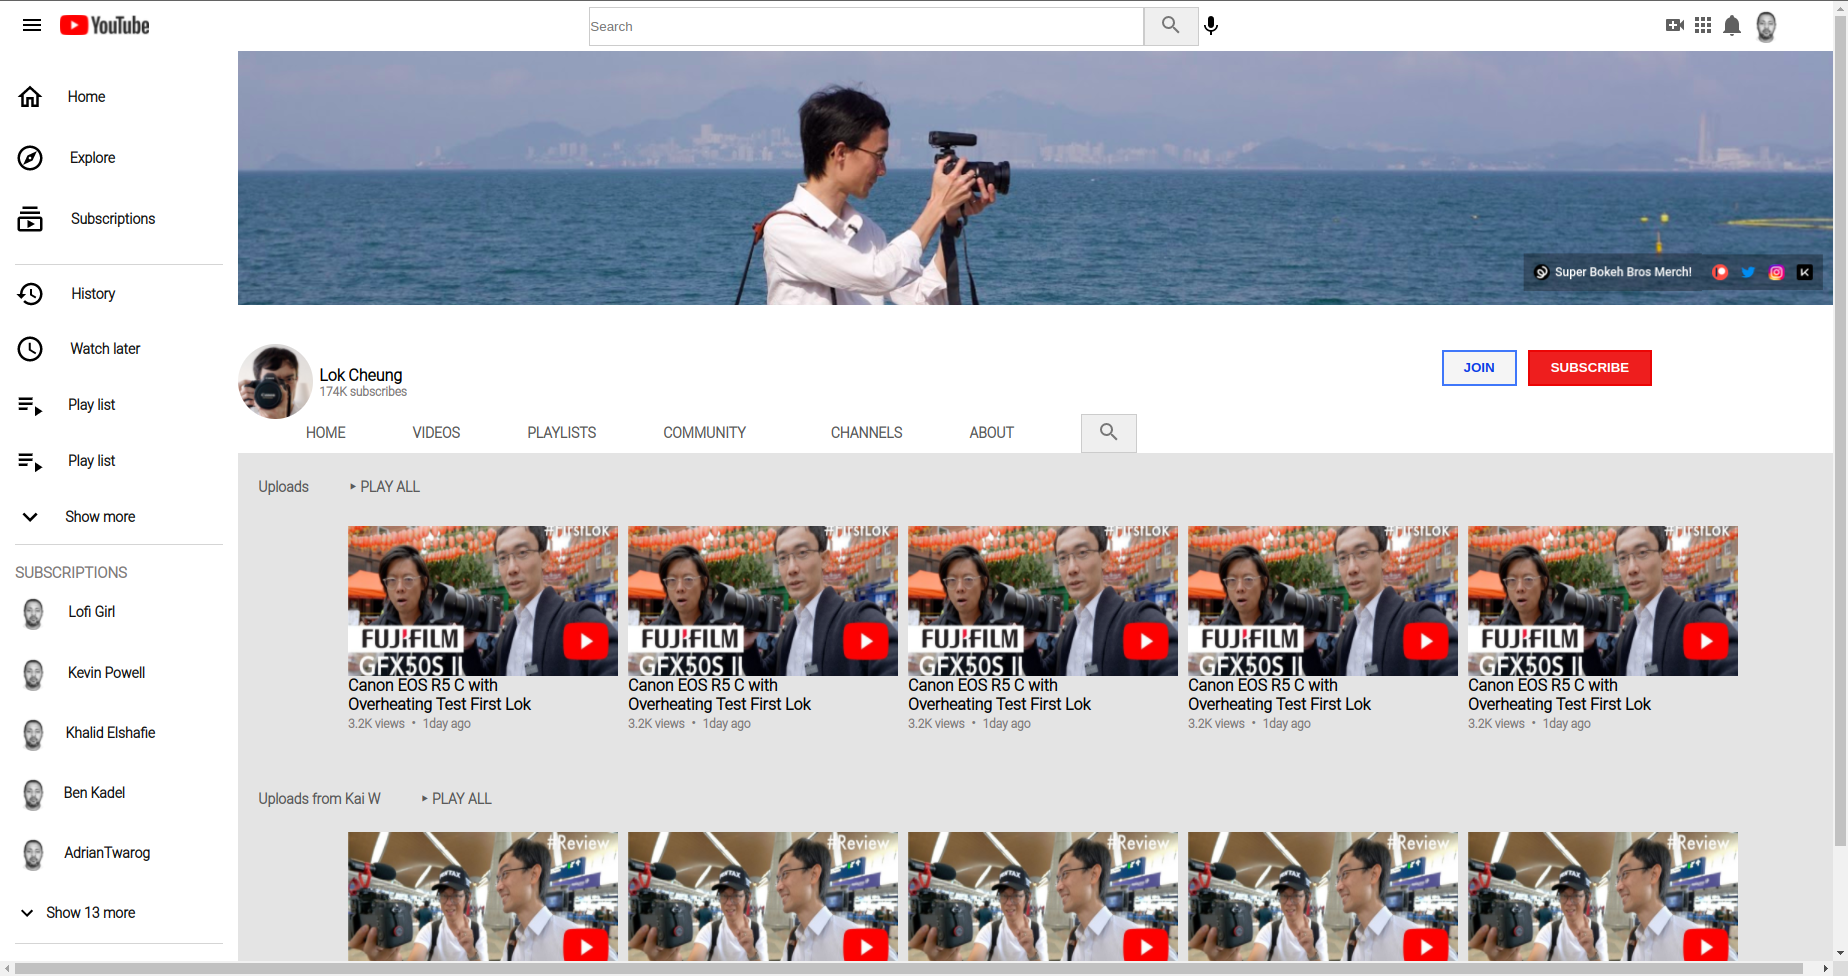 YouTube
Search
Home
Explore
Subscriptions
History
Watch later
Play list
Play list
Show more
SUBSCRIPTIONS
Lofi Girl
Kevin Powell
Khalid Elshafie
Ben Kadel
AdrianTwarog
Show 13 more
Super Bokeh Bros Merch!
Lok Cheung
174K subscribes
JOIN
SUBSCRIBE
HOME
VIDEOS
PLAYLISTS
COMMUNITY
CHANNELS
ABOUT
Uploads
PLAY ALL
#FirstLok
FUJIFILM
GFX50S II
Canon EOS R5 C with
Overheating Test First Lok
3.2K views • 1day ago
#FirstLok
FUJIFILM
GFX50S II
Canon EOS R5 C with
Overheating Test First Lok
3.2K views • 1day ago
#FirstLok
FUJIFILM
GFX50S II
Canon EOS R5 C with
Overheating Test First Lok
3.2K views • 1day ago
#FirstLok
FUJIFILM
GFX50S II
Canon EOS R5 C with
Overheating Test First Lok
3.2K views • 1day ago
#FirstLok
FUJIFILM
GFX50S II
Canon EOS R5 C with
Overheating Test First Lok
3.2K views • 1day ago
Uploads from Kai W
PLAY ALL
#Review
PENTAX
#Review
PENTAX
#Review
PENTAX
#Review
PENTAX
#Review
PENTAX